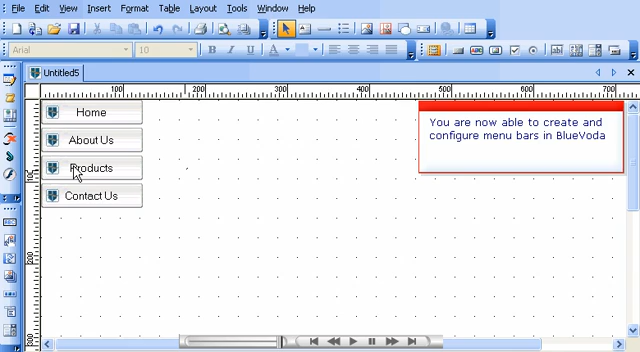 File Edit View Insert Format Table Layout Tools Window Help
Arial 10
Untitled5
100 200 300 400 500 600 700
Home
You are now able to create and
configure menu bars in BlueVoda
About Us
100
Products
Contact Us
200
300